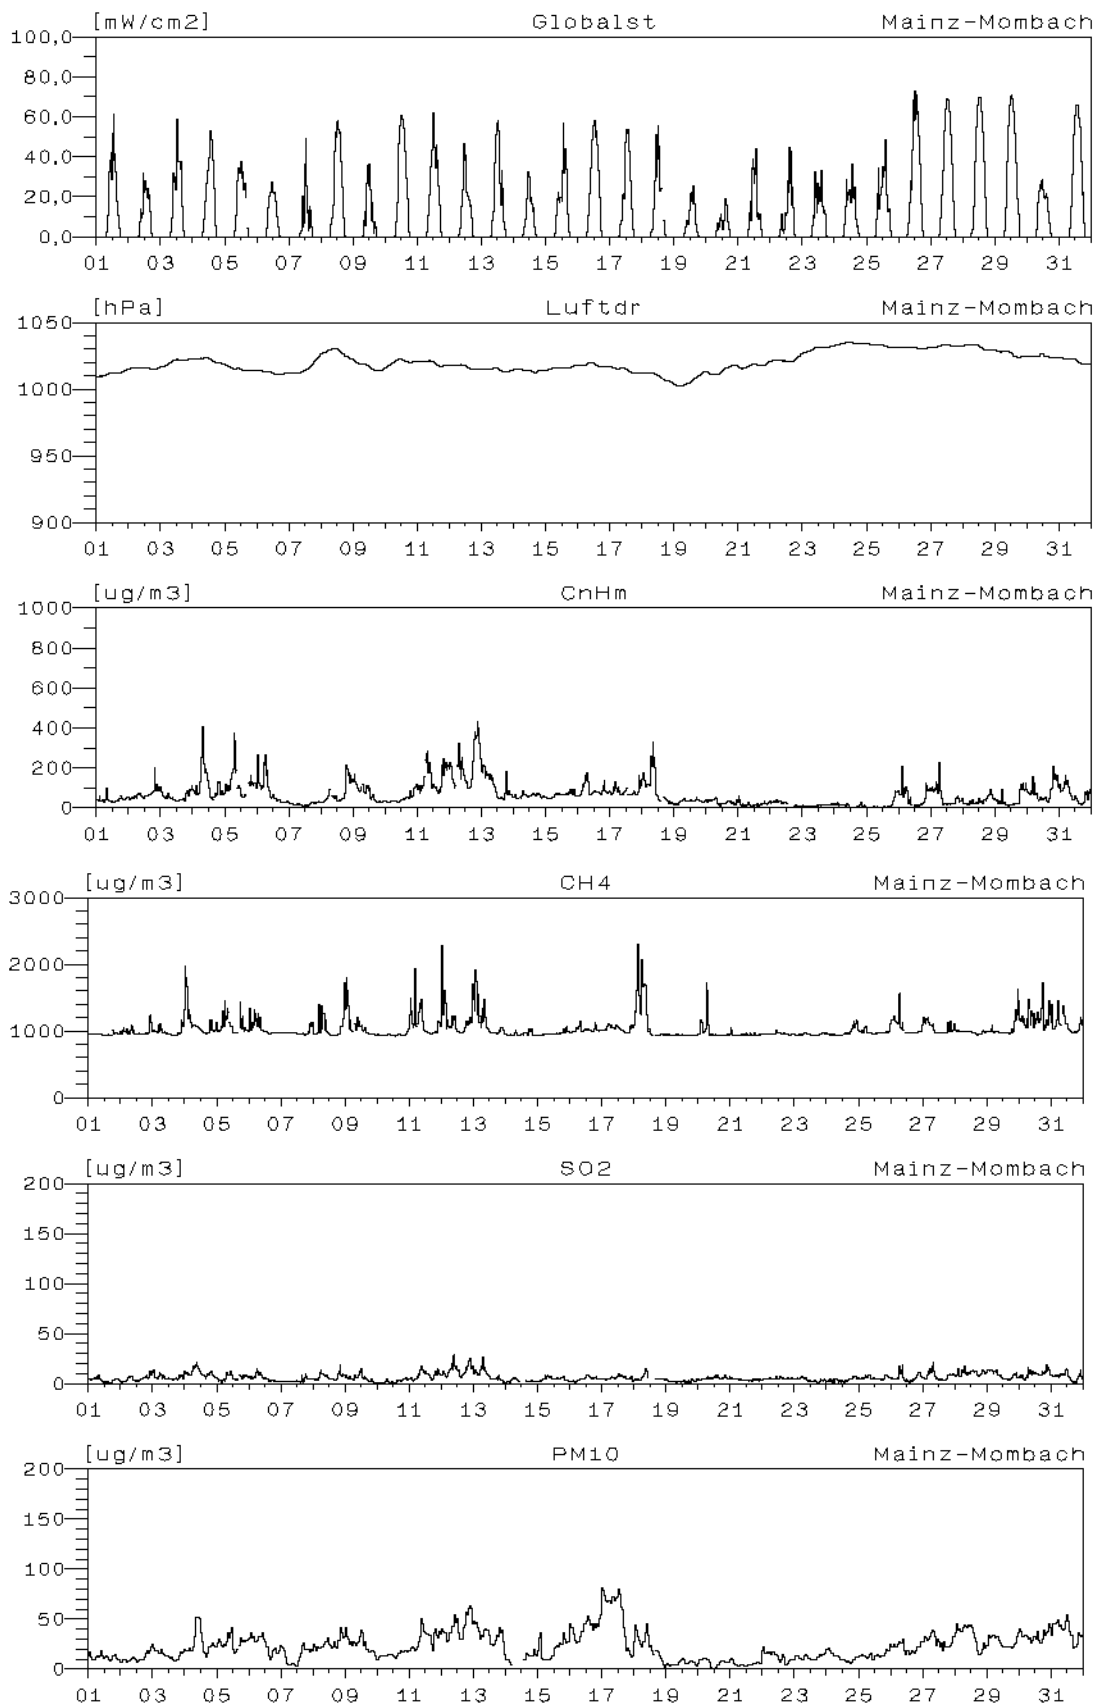 [mW/cm2] Globalst Mainz-Mombach
100,0
80,0
60,0
40,0
20,0
0,0
01 03 05 07 09 11 13 15 17 19 21 23 25 27 29 31
[hPa] Luftdr Mainz-Mombach
1050
1000
950
900
01 03 05 07 09 11 13 15 17 19 21 23 25 27 29 31
[ug/m3] CnHm Mainz-Mombach
1000
800
600
400
200
0
01 03 05 07 09 11 13 15 17 19 21 23 25 27 29 31
[ug/m3] CH4 Mainz-Mombach
3000
2000
1000
0
01 03 05 07 09 11 13 15 17 19 21 23 25 27 29 31
[ug/m3] SO2 Mainz-Mombach
200
150
100
50
0
01 03 05 07 09 11 13 15 17 19 21 23 25 27 29 31
[ug/m3] PM10 Mainz-Mombach
200
150
100
50
0
01 03 05 07 09 11 13 15 17 19 21 23 25 27 29 31